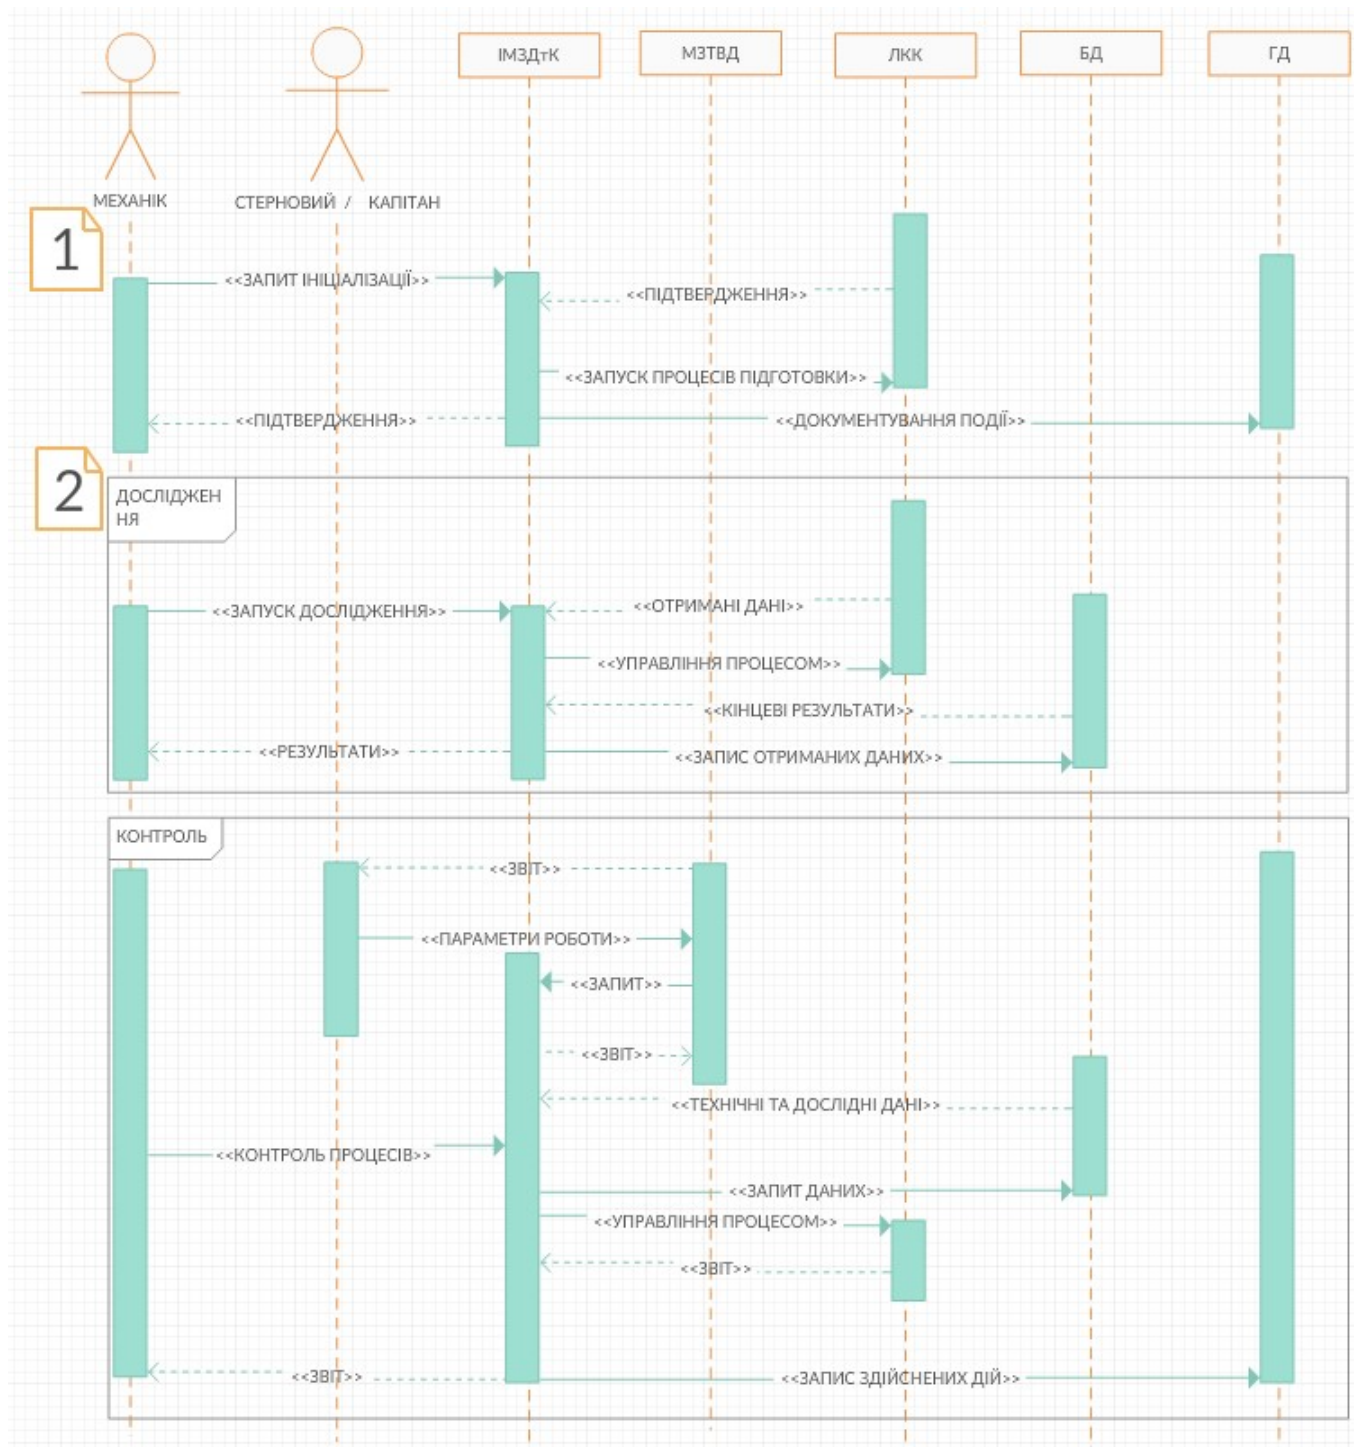 ІМЗДтК
МЗТВД
ЛКК
БД
ГД
МЕХАНІК
СТЕРНОВИЙ / КАПІТАН
1
<<ЗАПИТ ІНІЦІАЛІЗАЦІЇ>>
<<ПІДТВЕРДЖЕННЯ>>
<<ЗАПУСК ПРОЦЕСІВ ПІДГОТОВКИ>>
<<ПІДТВЕРДЖЕННЯ>>
<<ДОКУМЕНТУВАННЯ ПОДІЇ>>
2
ДОСЛІДЖЕН
НЯ
<<ЗАПУСК ДОСЛІДЖЕННЯ>>
<<ОТРИМАНІ ДАНІ>>
<<УПРАВЛІННЯ ПРОЦЕСОМ>>
<<КІНЦЕВІ РЕЗУЛЬТАТИ>>
<<РЕЗУЛЬТАТИ>>
<<ЗАПИС ОТРИМАНИХ ДАНИХ>>
КОНТРОЛЬ
<<ЗВІТ>>
<<ПАРАМЕТРИ РОБОТИ>>
<<ЗАПИТ>>
<<ЗВІТ>>
<<ТЕХНІЧНІ ТА ДОСЛІДНІ ДАНІ>>
<<КОНТРОЛЬ ПРОЦЕСІВ>>
<<ЗАПИТ ДАНИХ>>
<<УПРАВЛІННЯ ПРОЦЕСОМ>>
<<ЗВІТ>>
<<ЗВІТ>>
<<ЗАПИС ЗДІЙСНЕНИХ ДІЙ>>